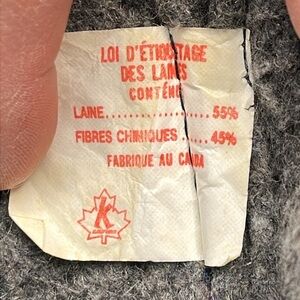 LOI D'ÉTIQUETAGE
DES LAINES
CONTENU
LAINE................55%
FIBRES CHIMIQUES......45%
FABRIQUE AU CANADA
K